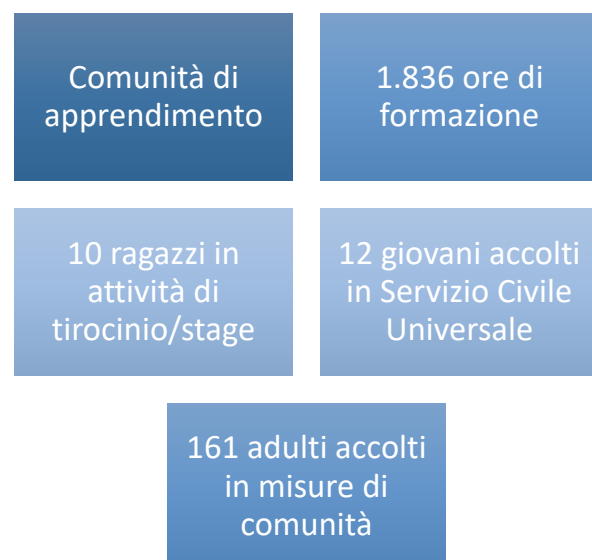 Comunità di
apprendimento
1.836 ore di
formazione
10 ragazzi in
attività di
tirocinio/stage
12 giovani accolti
in Servizio Civile
Universale
161 adulti accolti
in misure di
comunità